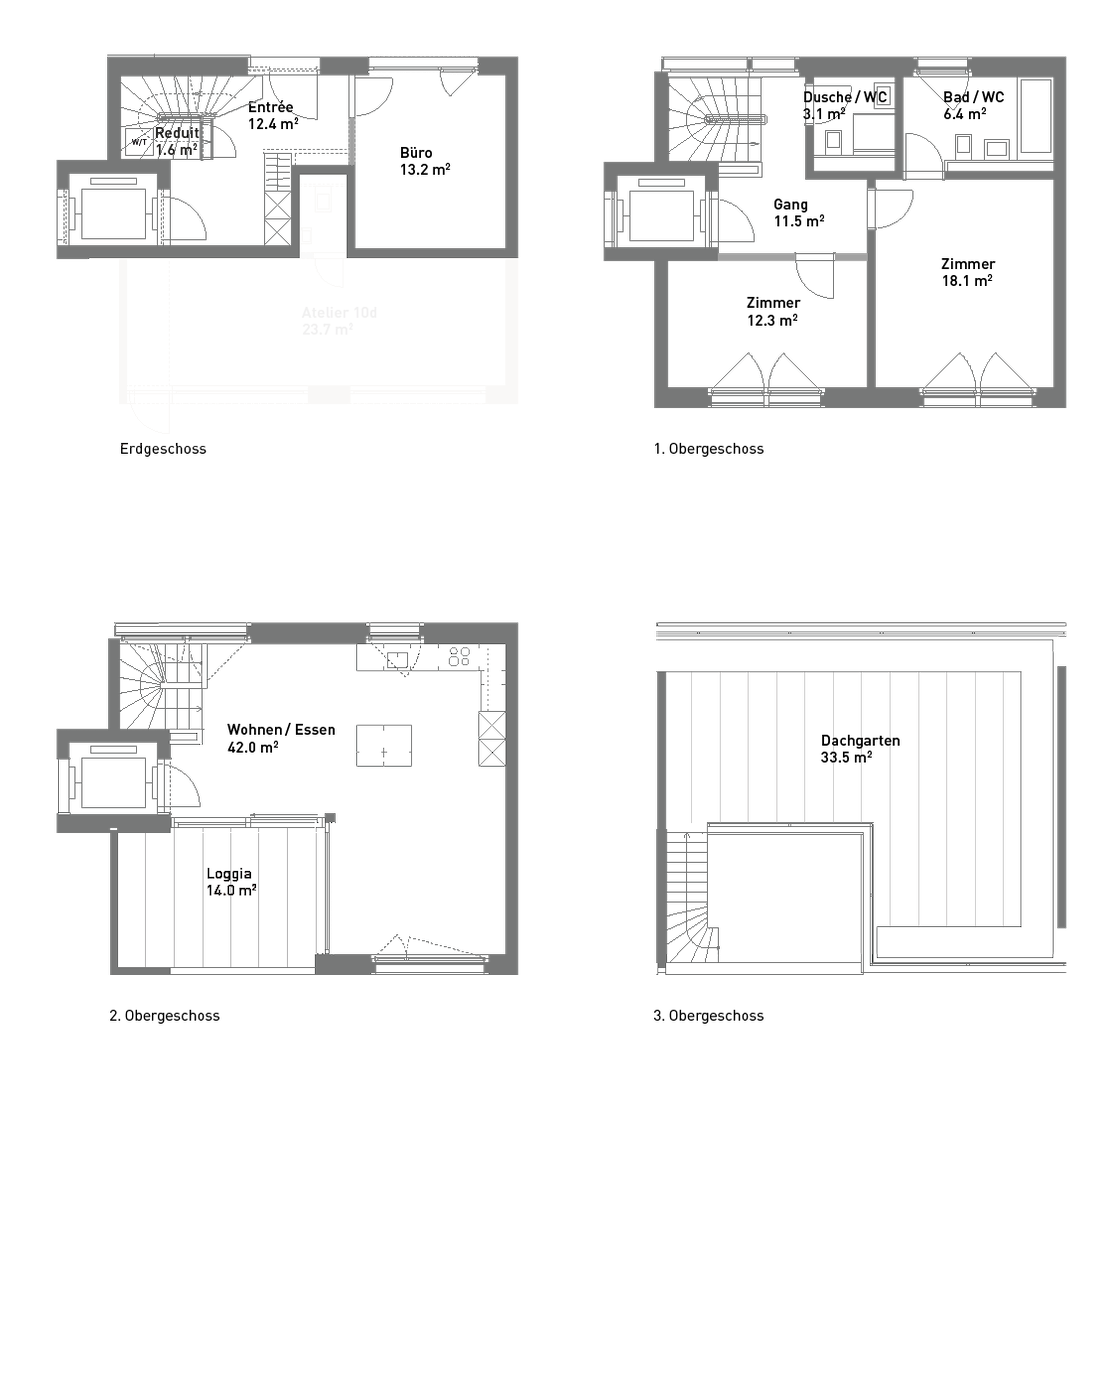 Entrée
12.4 m²
Reduit
1.6 m²
W/T
Büro
13.2 m²
Atelier 10d
23.7 m²
Erdgeschoss
Dusche / WC
3.1 m²
Bad / WC
6.4 m²
Gang
11.5 m²
Zimmer
18.1 m²
Zimmer
12.3 m²
1. Obergeschoss
Wohnen / Essen
42.0 m²
Loggia
14.0 m²
2. Obergeschoss
Dachgarten
33.5 m²
3. Obergeschoss